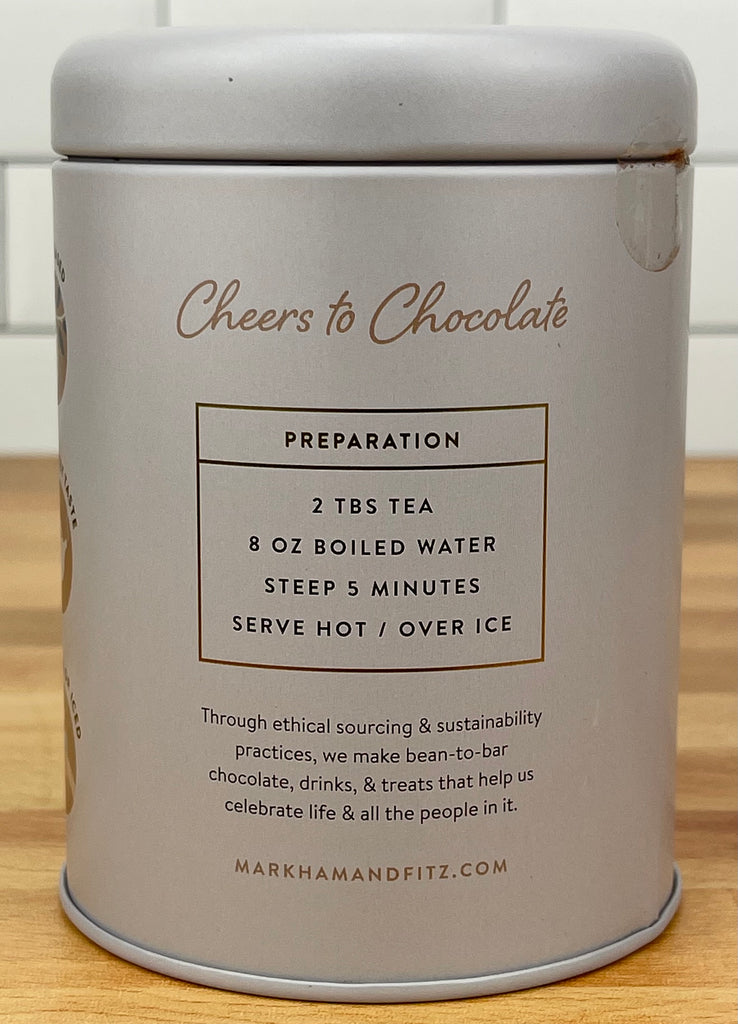 Cheers to Chocolate
PREPARATION
2 TBS TEA
8 OZ BOILED WATER
STEEP 5 MINUTES
SERVE HOT / OVER ICE
Through ethical sourcing & sustainability
practices, we make bean-to-bar
chocolate, drinks, & treats that help us
celebrate life & all the people in it.
MARKHAMANDFITZ.COM
TASTE
ICED